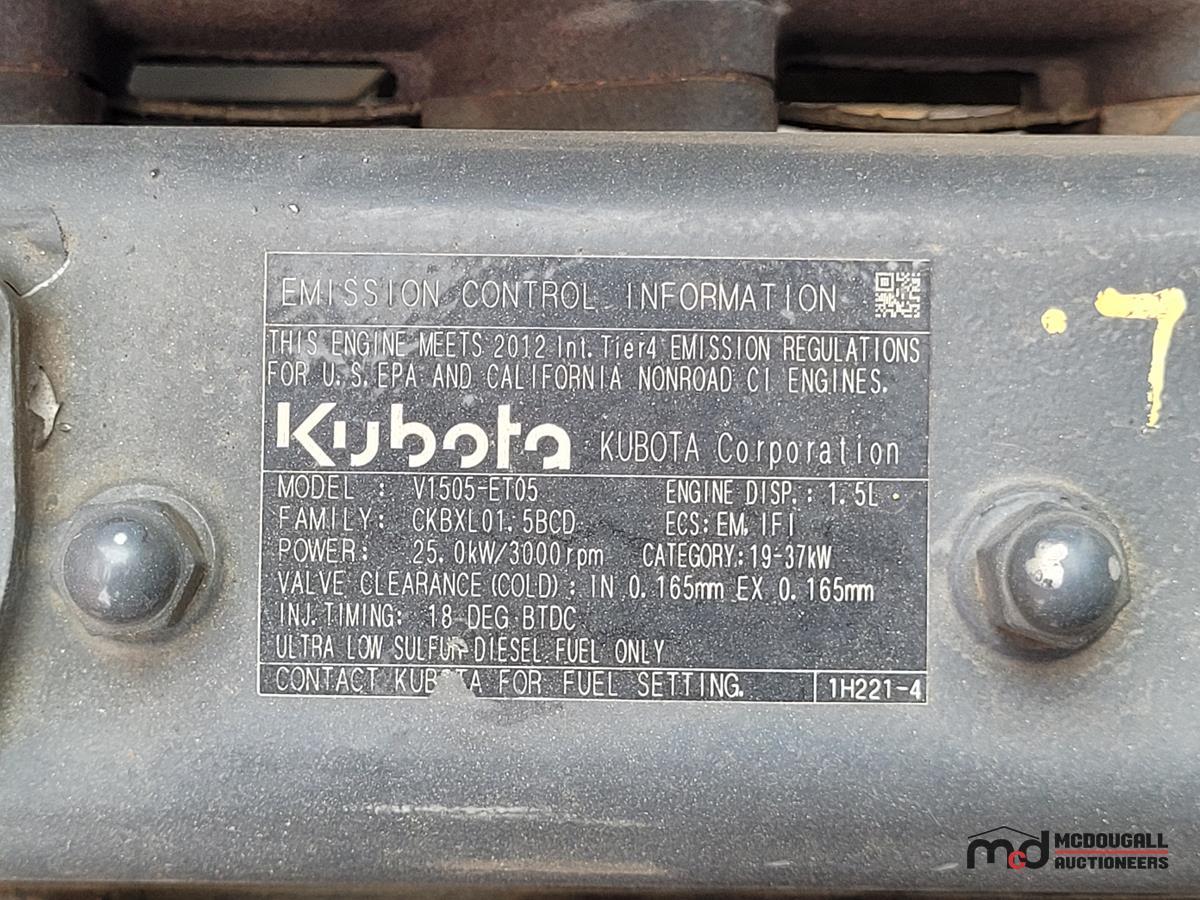 EMISSION CONTROL INFORMATION
THIS ENGINE MEETS 2012 Int. Tier4 EMISSION REGULATIONS
FOR U.S. EPA AND CALIFORNIA NONROAD CI ENGINES.
Kubota KUBOTA Corporation
MODEL : V1505-ET05 ENGINE DISP.: 1.5L
FAMILY: CKBXL01.5BCD ECS: EM, IFI
POWER: 25.0kW/3000rpm CATEGORY: 19-37kW
VALVE CLEARANCE (COLD) : IN 0.165mm EX 0.165mm
INJ. TIMING: 18 DEG BTDC
ULTRA LOW SULFUR DIESEL FUEL ONLY
CONTACT KUBOTA FOR FUEL SETTING. 1H221-4
mcd MCDOUGALL
AUCTIONEERS